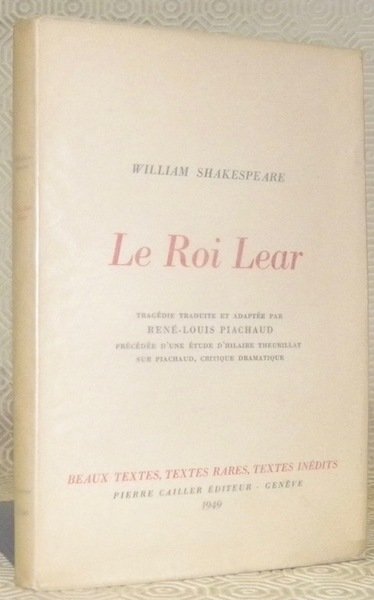 WILLIAM SHAKESPEARE
Le Roi Lear
TRAGÉDIE TRADUITE ET ADAPTÉE PAR
RENÉ-LOUIS PIACHAUD
PRÉCÉDÉE D'UNE ÉTUDE D'HILAIRE THEURILLAT
SUR PIACHAUD, CRITIQUE DRAMATIQUE
BEAUX TEXTES, TEXTES RARES, TEXTES INÉDITS
PIERRE CAILLER ÉDITEUR - GENÈVE
1949